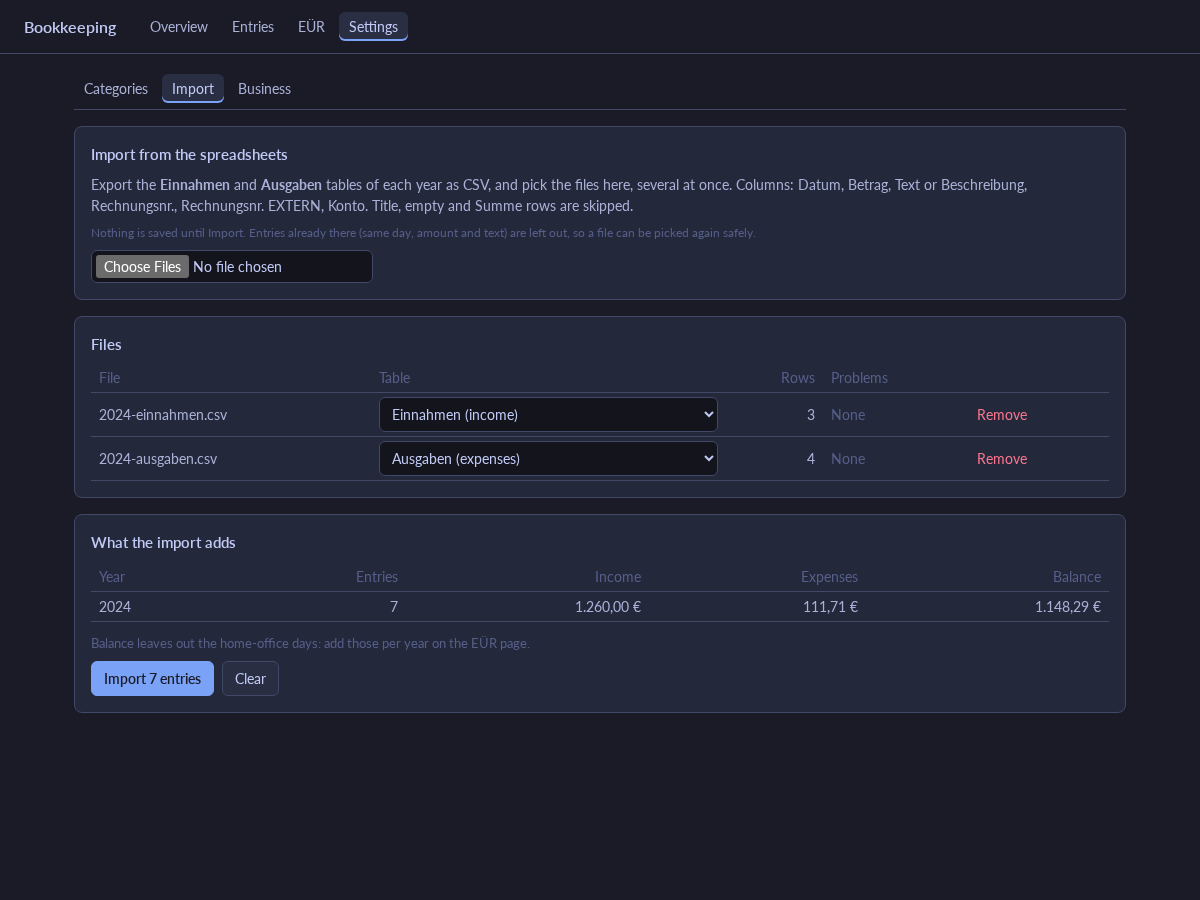 Bookkeeping Overview Entries EÜR Settings
Categories Import Business
Import from the spreadsheets
Export the Einnahmen and Ausgaben tables of each year as CSV, and pick the files here, several at once. Columns: Datum, Betrag, Text or Beschreibung,
Rechnungsnr., Rechnungsnr. EXTERN, Konto. Title, empty and Summe rows are skipped.
Nothing is saved until Import. Entries already there (same day, amount and text) are left out, so a file can be picked again safely.
Choose Files No file chosen
Files
File Table Rows Problems
2024-einnahmen.csv Einnahmen (income) 3 None Remove
2024-ausgaben.csv Ausgaben (expenses) 4 None Remove
What the import adds
Year Entries Income Expenses Balance
2024 7 1.260,00 € 111,71 € 1.148,29 €
Balance leaves out the home-office days: add those per year on the EÜR page.
Import 7 entries Clear